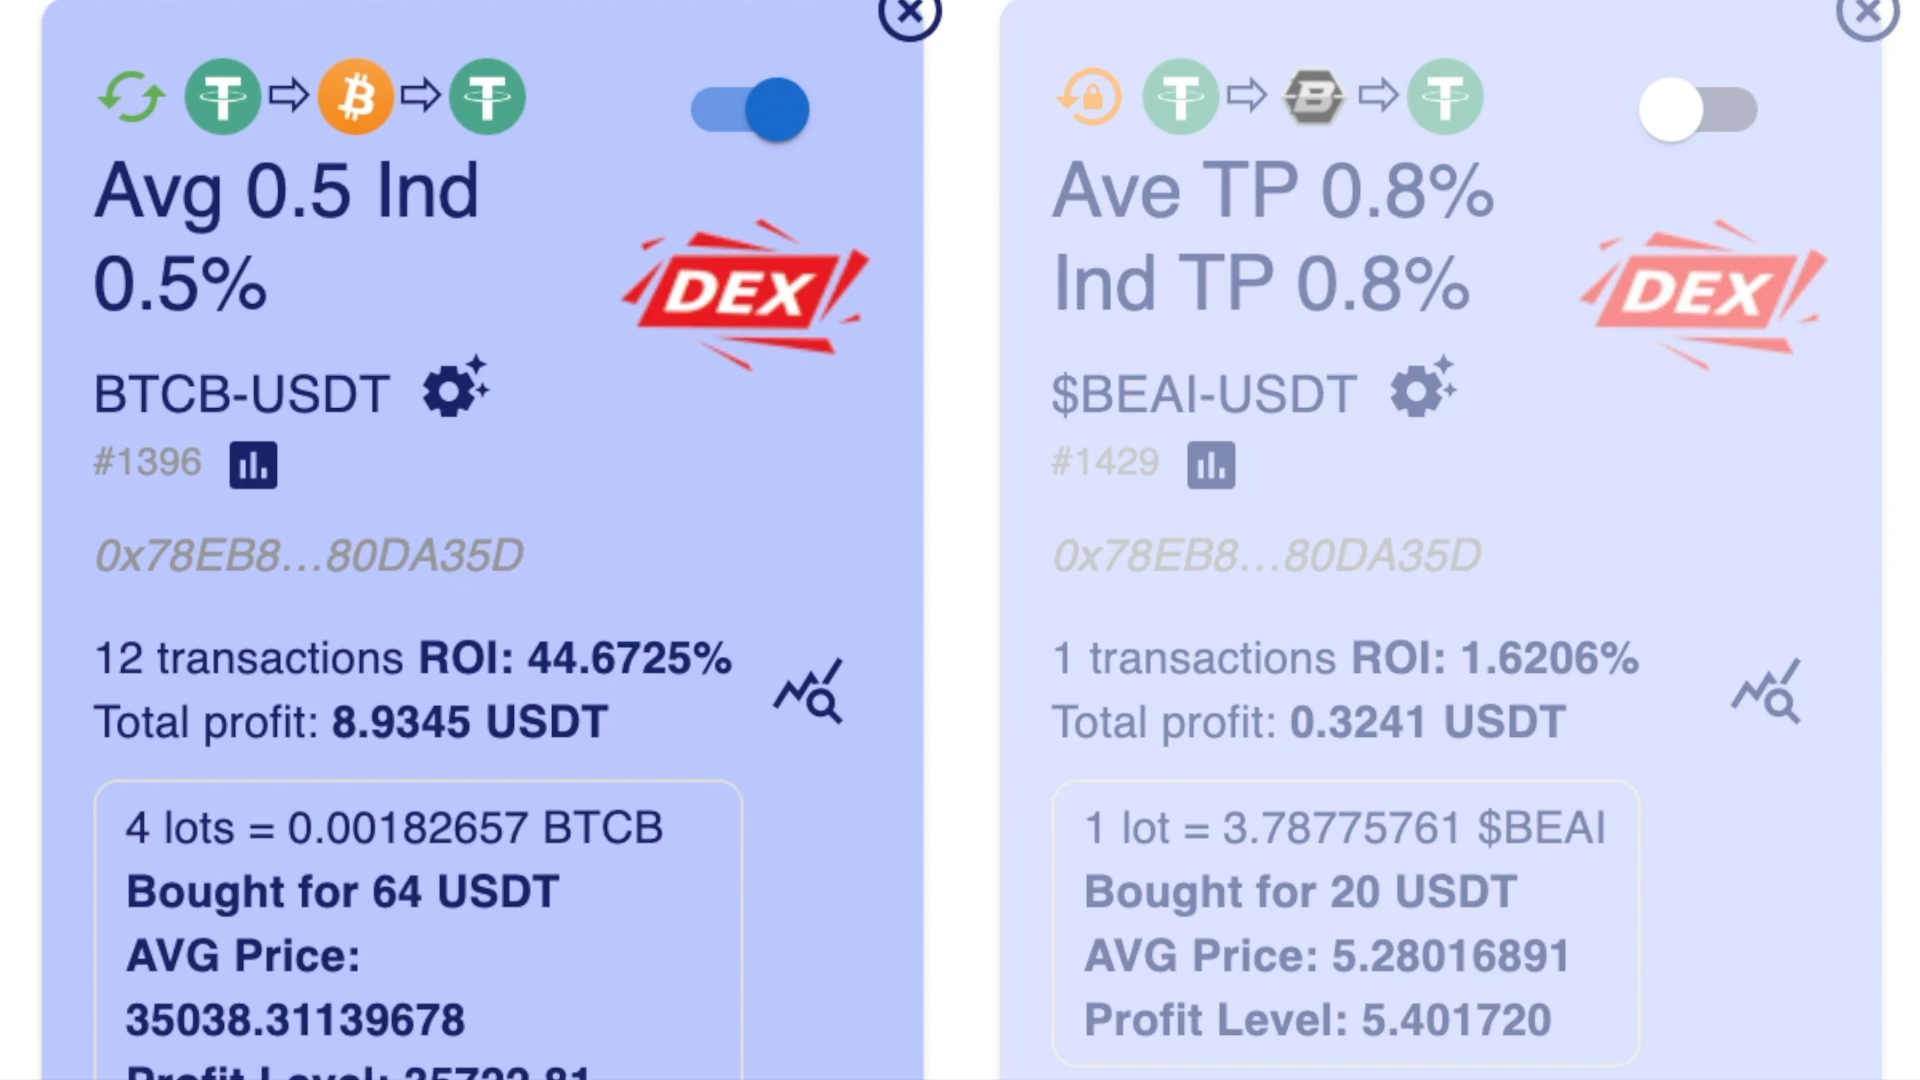 Avg 0.5 Ind
0.5%
DEX
BTCB-USDT
#1396
0x78EB8...80DA35D
12 transactions ROI: 44.6725%
Total profit: 8.9345 USDT
4 lots = 0.00182657 BTCB
Bought for 64 USDT
AVG Price:
35038.31139678
Profit Level: 35722.81
Ave TP 0.8%
Ind TP 0.8%
DEX
$BEAI-USDT
#1429
0x78EB8...80DA35D
1 transactions ROI: 1.6206%
Total profit: 0.3241 USDT
1 lot = 3.78775761 $BEAI
Bought for 20 USDT
AVG Price: 5.28016891
Profit Level: 5.401720